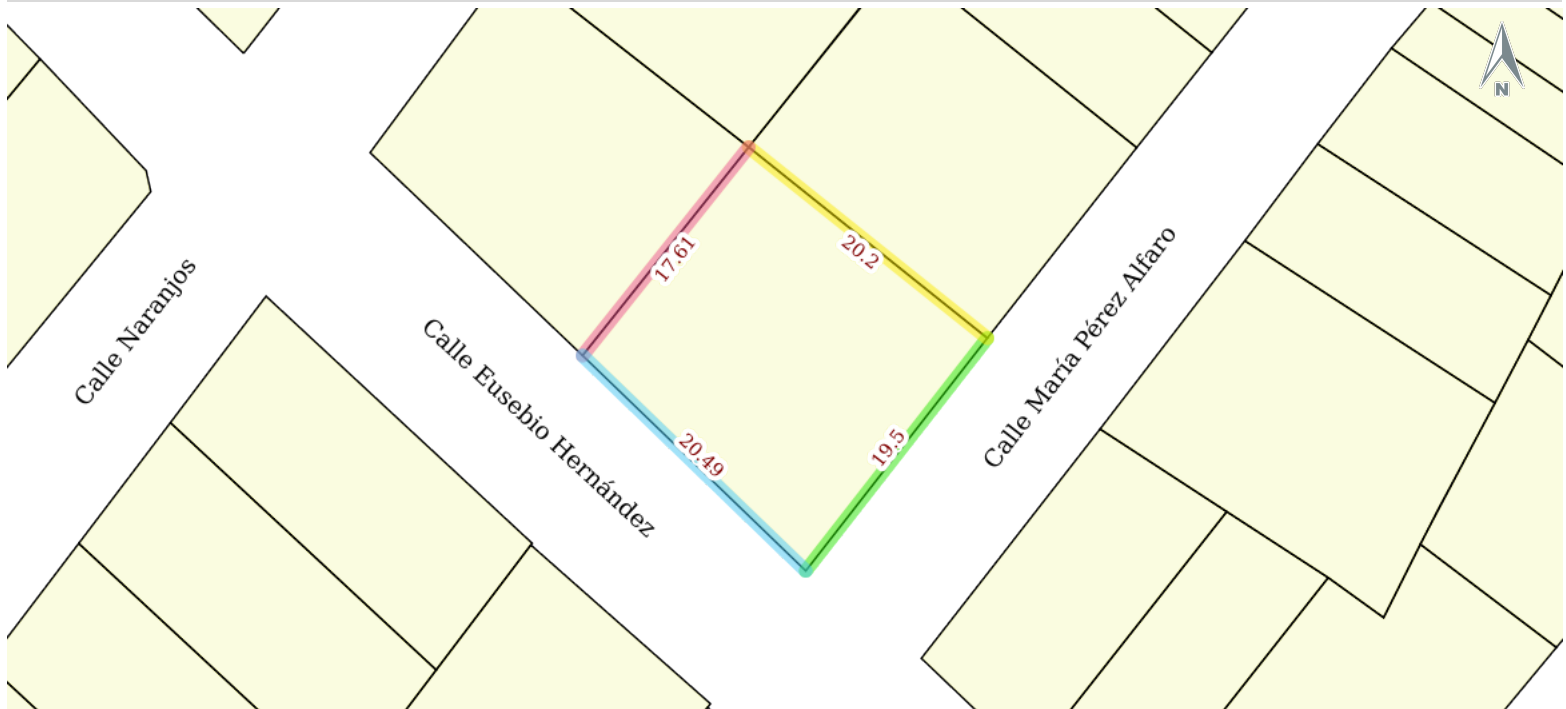 N
17.61
20.2
Calle Naranjos
Calle Eusebio Hernández
Calle María Pérez Alfaro
20.49
19.5